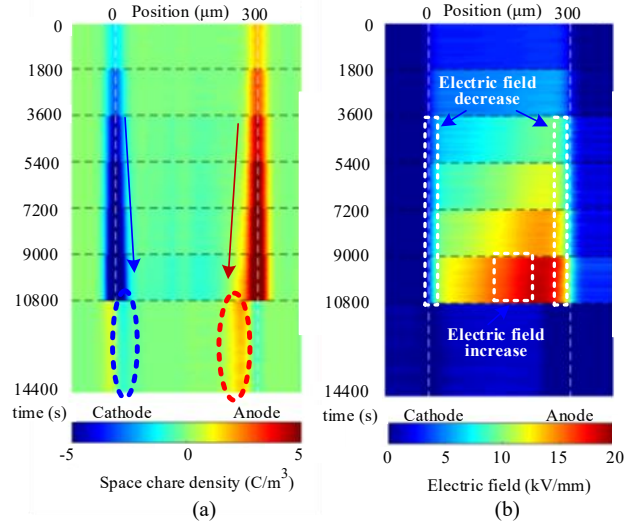 0 Position (μm) 300
0
1800
3600
5400
7200
9000
10800
14400
time (s)
Cathode Anode
-5 0 5
Space chare density (C/m³)
(a)
0 Position (μm) 300
0
1800
3600
5400
7200
9000
10800
14400
time (s)
Electric field
decrease
Electric field
increase
Cathode Anode
0 5 10 15 20
Electric field (kV/mm)
(b)